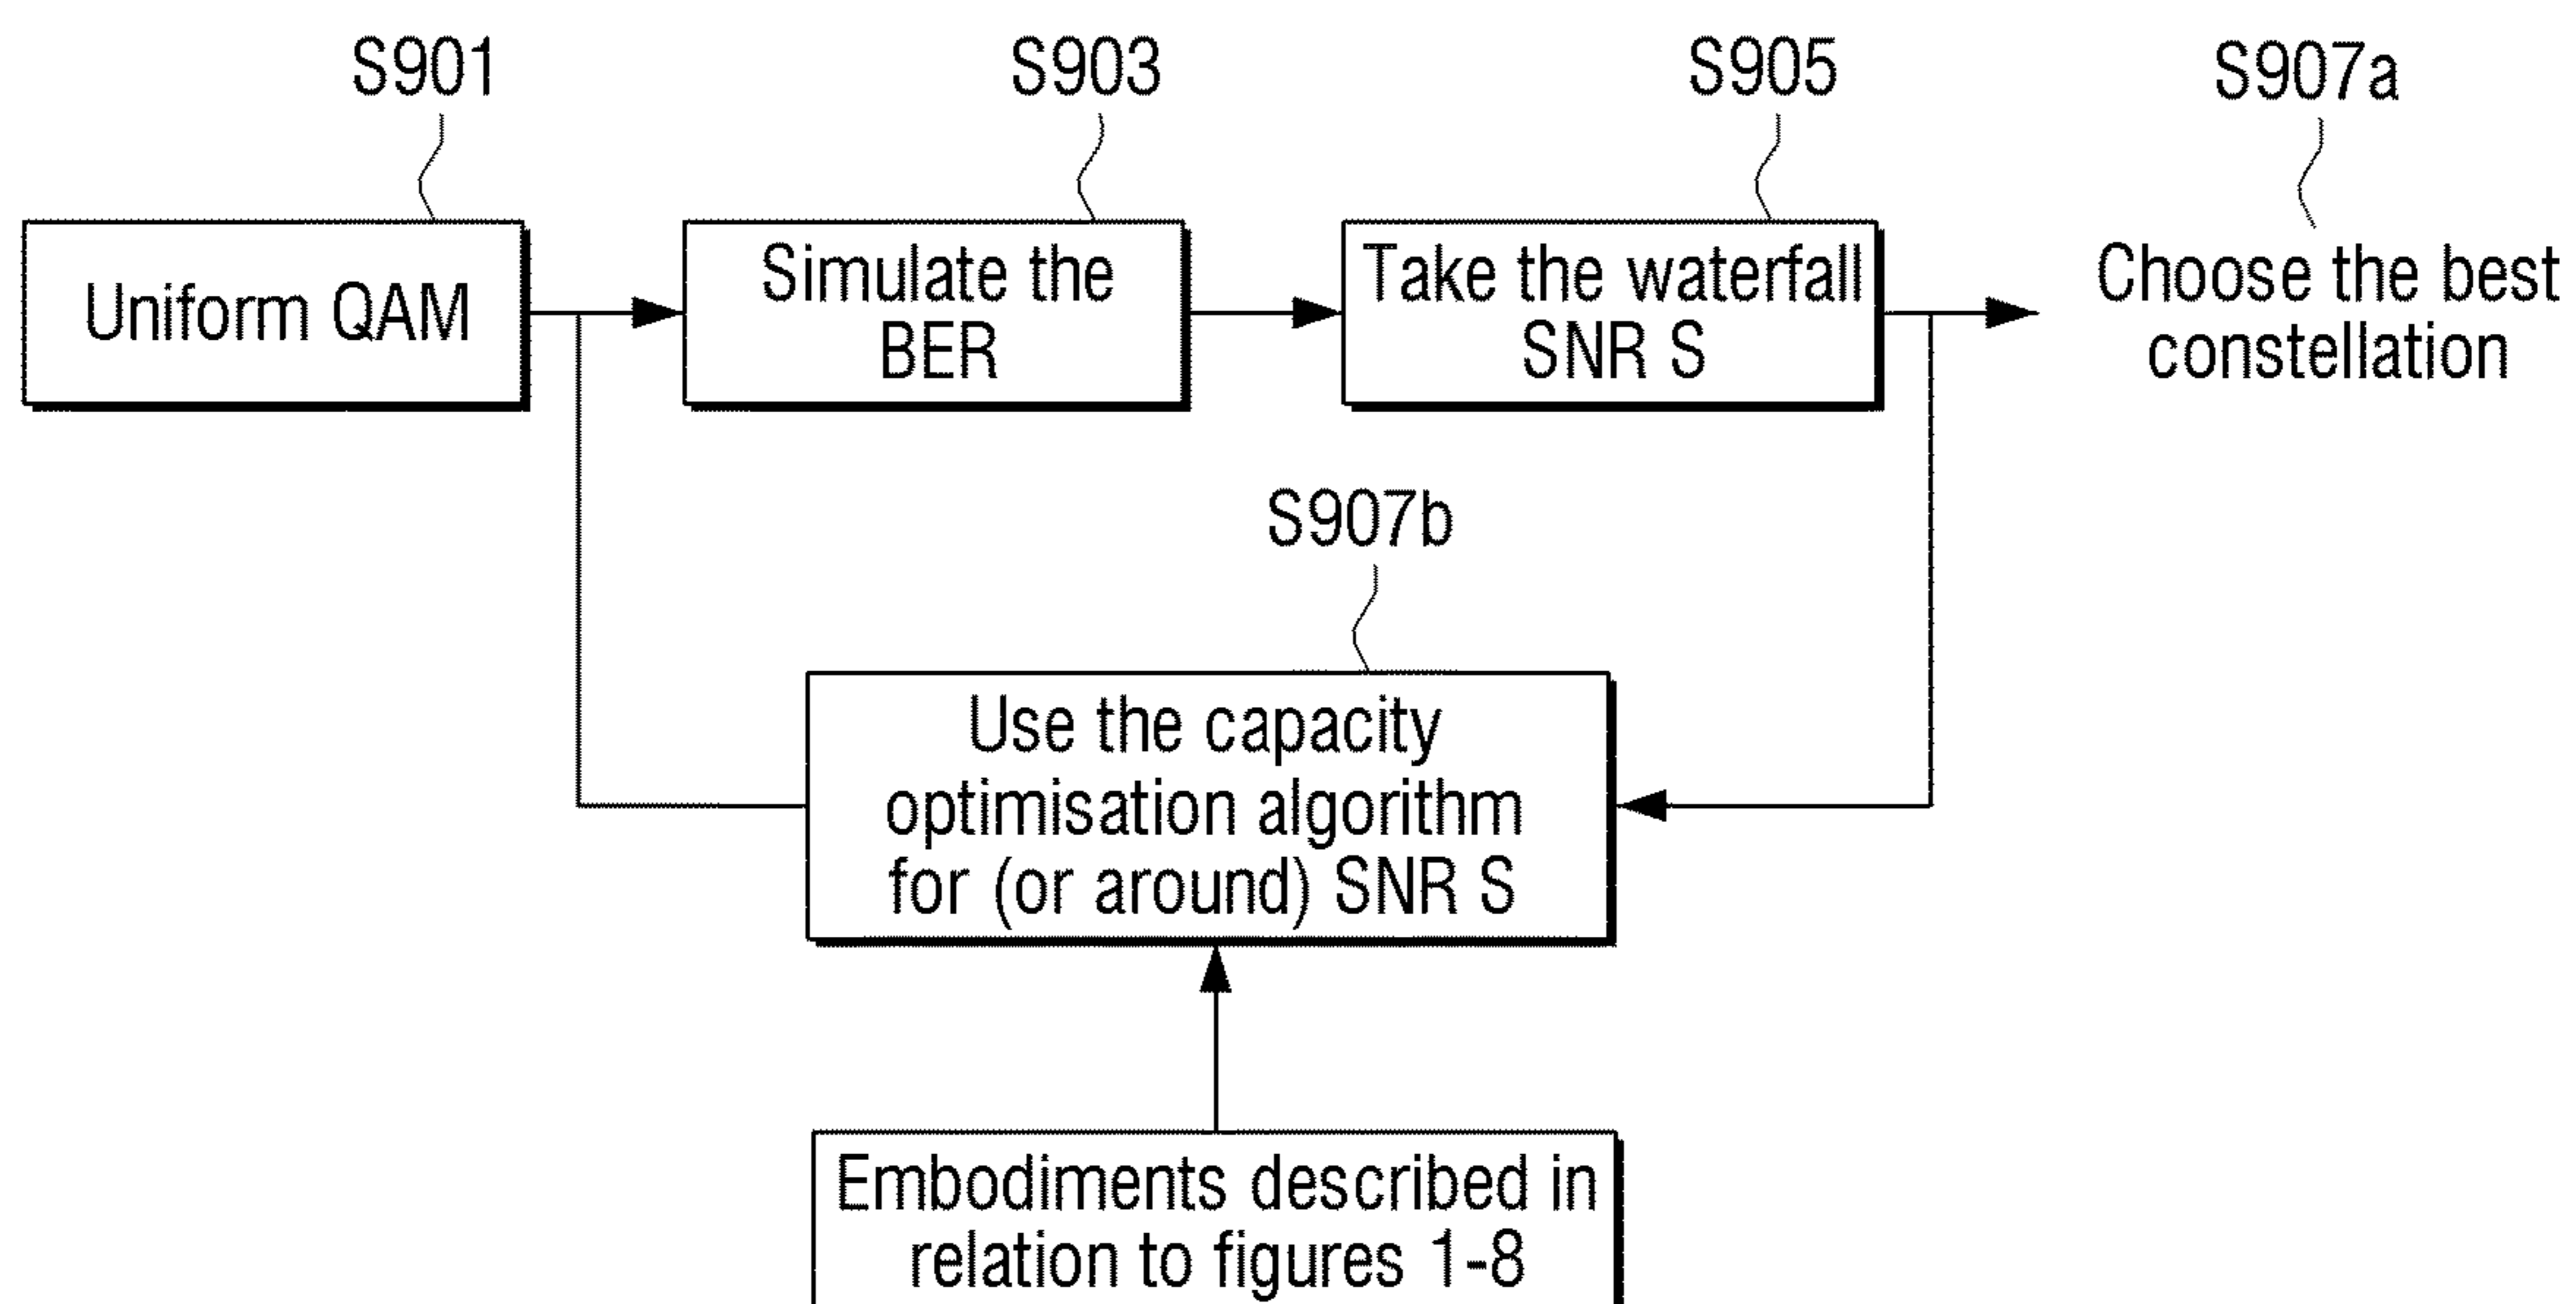 S901
S903
S905
S907a
Uniform QAM
Simulate the
BER
Take the waterfall
SNR S
Choose the best
constellation
S907b
Use the capacity
optimisation algorithm
for (or around) SNR S
Embodiments described in
relation to figures 1-8